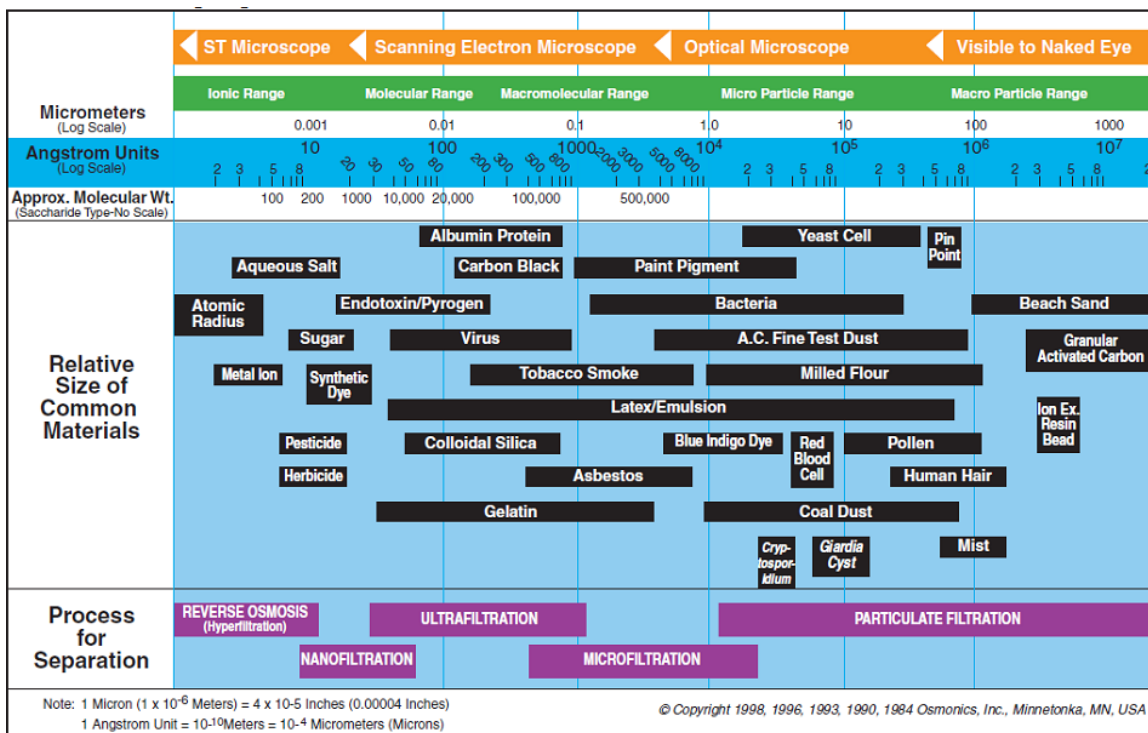 ST Microscope Scanning Electron Microscope Optical Microscope Visible to Naked Eye
Ionic Range Molecular Range Macromolecular Range Micro Particle Range Macro Particle Range
Micrometers
(Log Scale)
0.001 0.01 0.1 1.0 10 100 1000
Angstrom Units
(Log Scale)
10 100 1000 10⁴ 10⁵ 10⁶ 10⁷
2 3 5 8 20 30 50 80 200 300 500 800 2000 3000 5000 8000 2 3 5 8 2 3 5 8 2 3 5 8 2
Approx. Molecular Wt.
(Saccharide Type-No Scale)
100 200 1000 10,000 20,000 100,000 500,000
Relative
Size of
Common
Materials
Albumin Protein Yeast Cell Pin
Point
Aqueous Salt Carbon Black Paint Pigment
Atomic
Radius
Endotoxin/Pyrogen Bacteria Beach Sand
Sugar Virus A.C. Fine Test Dust Granular
Activated Carbon
Metal Ion Synthetic
Dye
Tobacco Smoke Milled Flour
Latex/Emulsion Ion Ex.
Resin
Bead
Pesticide Colloidal Silica Blue Indigo Dye Red
Blood
Cell
Pollen
Herbicide Asbestos Human Hair
Gelatin Coal Dust
Cryp-
tospor-
idium
Giardia
Cyst
Mist
Process
for
Separation
REVERSE OSMOSIS
(Hyperfiltration)
ULTRAFILTRATION PARTICULATE FILTRATION
NANOFILTRATION MICROFILTRATION
Note: 1 Micron (1 x 10⁻⁶ Meters) = 4 x 10-5 Inches (0.00004 Inches)
1 Angstrom Unit = 10⁻¹⁰Meters = 10⁻⁴ Micrometers (Microns)
© Copyright 1998, 1996, 1993, 1990, 1984 Osmonics, Inc., Minnetonka, MN, USA